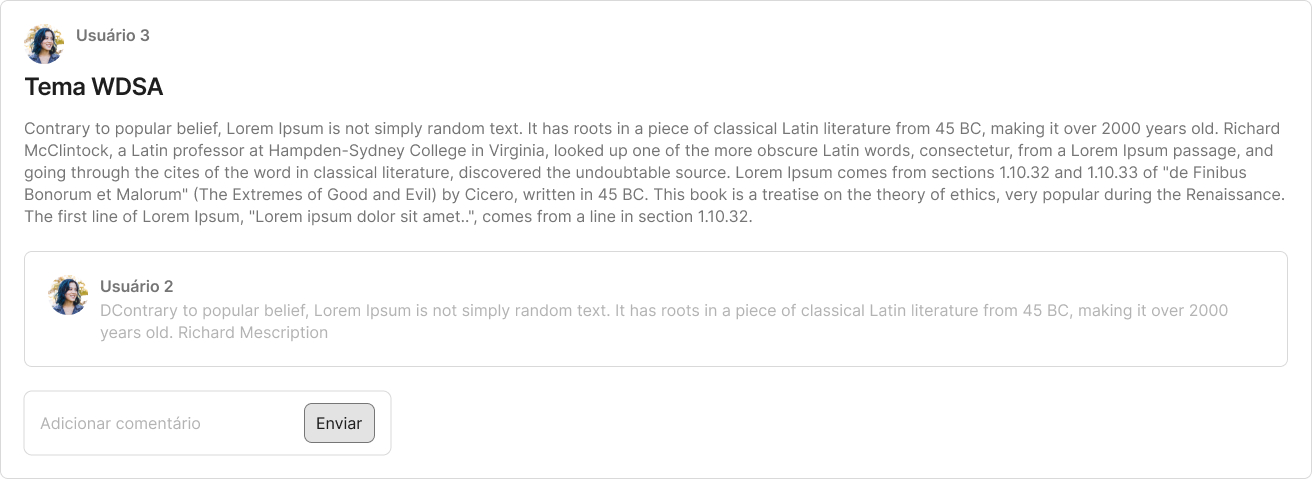 Usuário 3
Tema WDSA
Contrary to popular belief, Lorem Ipsum is not simply random text. It has roots in a piece of classical Latin literature from 45 BC, making it over 2000 years old. Richard
McClintock, a Latin professor at Hampden-Sydney College in Virginia, looked up one of the more obscure Latin words, consectetur, from a Lorem Ipsum passage, and
going through the cites of the word in classical literature, discovered the undoubtable source. Lorem Ipsum comes from sections 1.10.32 and 1.10.33 of "de Finibus
Bonorum et Malorum" (The Extremes of Good and Evil) by Cicero, written in 45 BC. This book is a treatise on the theory of ethics, very popular during the Renaissance.
The first line of Lorem Ipsum, "Lorem ipsum dolor sit amet..", comes from a line in section 1.10.32.
Usuário 2
DContrary to popular belief, Lorem Ipsum is not simply random text. It has roots in a piece of classical Latin literature from 45 BC, making it over 2000
years old. Richard Mescription
Adicionar comentário
Enviar